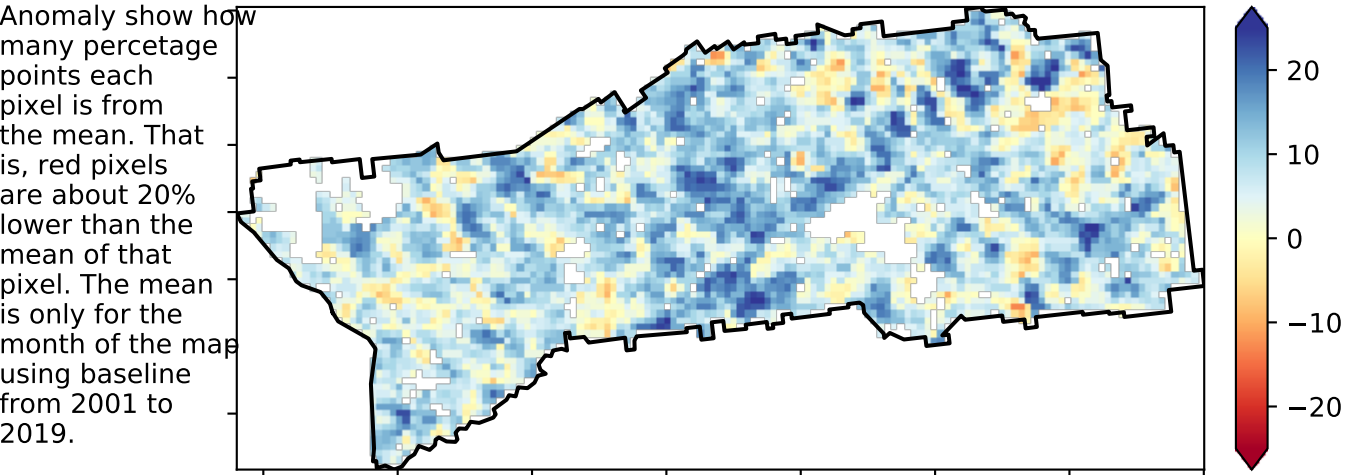 Anomaly show how
many percetage
points each
pixel is from
the mean. That
is, red pixels
are about 20%
lower than the
mean of that
pixel. The mean
is only for the
month of the map
using baseline
from 2001 to
2019.
20
10
0
−10
−20